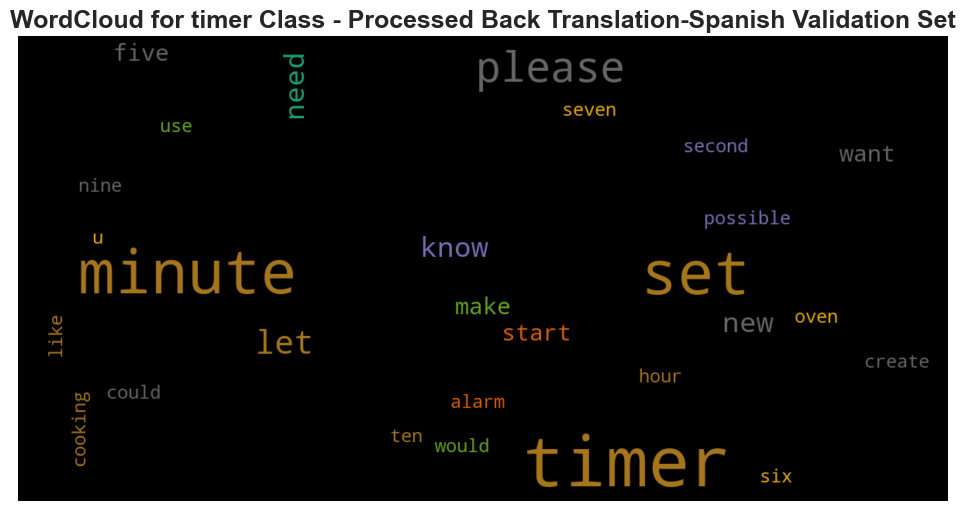 WordCloud for timer Class - Processed Back Translation-Spanish Validation Set
five
need
please
seven
use
second
want
nine
possible
u
know
minute
set
make
like
start
new
oven
let
create
hour
could
cooking
alarm
ten
would
timer
six